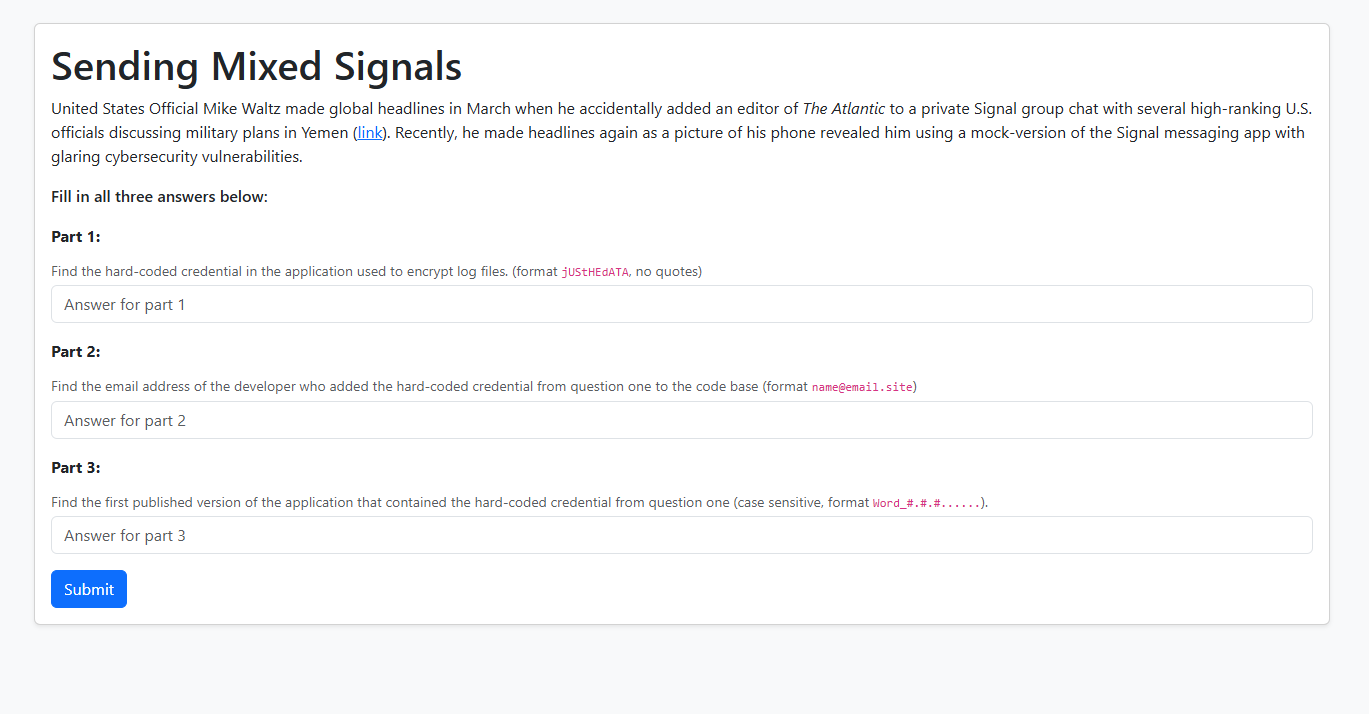 Sending Mixed Signals
United States Official Mike Waltz made global headlines in March when he accidentally added an editor of The Atlantic to a private Signal group chat with several high-ranking U.S.
officials discussing military plans in Yemen (link). Recently, he made headlines again as a picture of his phone revealed him using a mock-version of the Signal messaging app with
glaring cybersecurity vulnerabilities.
Fill in all three answers below:
Part 1:
Find the hard-coded credential in the application used to encrypt log files. (format jUStHEdATA, no quotes)
Answer for part 1
Part 2:
Find the email address of the developer who added the hard-coded credential from question one to the code base (format name@email.site)
Answer for part 2
Part 3:
Find the first published version of the application that contained the hard-coded credential from question one (case sensitive, format Word_#.#.#......).
Answer for part 3
Submit